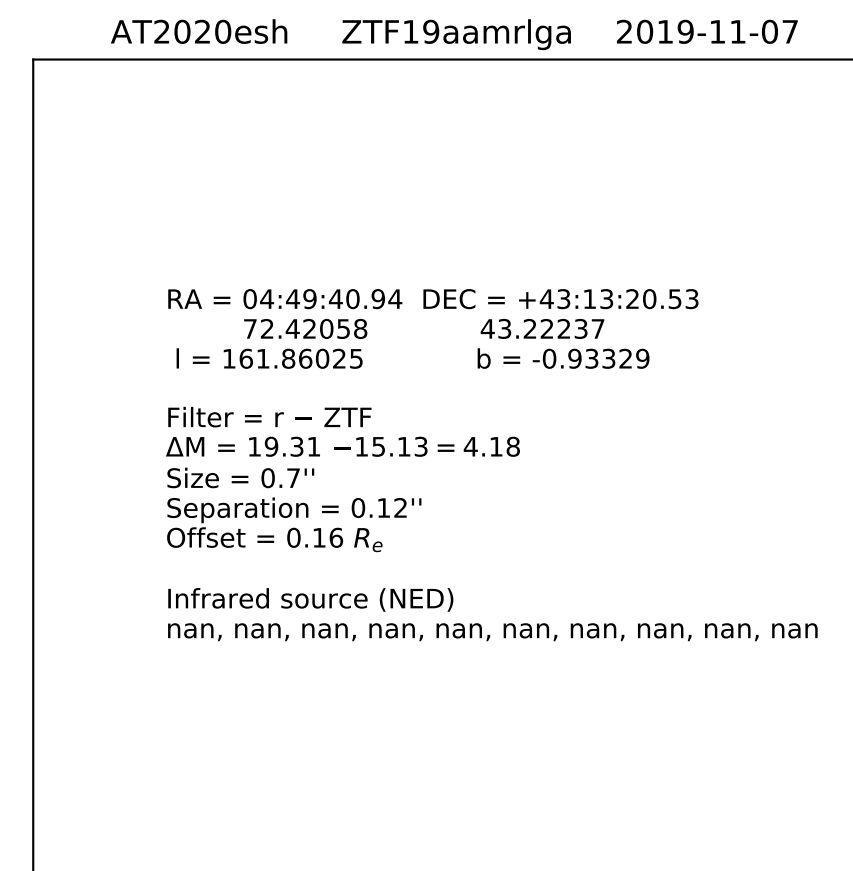 AT2020esh ZTF19aamrlga 2019-11-07
RA = 04:49:40.94 DEC = +43:13:20.53
72.42058 43.22237
l = 161.86025 b = -0.93329
Filter = r − ZTF
ΔM = 19.31 −15.13 = 4.18
Size = 0.7''
Separation = 0.12''
Offset = 0.16 Re
Infrared source (NED)
nan, nan, nan, nan, nan, nan, nan, nan, nan, nan